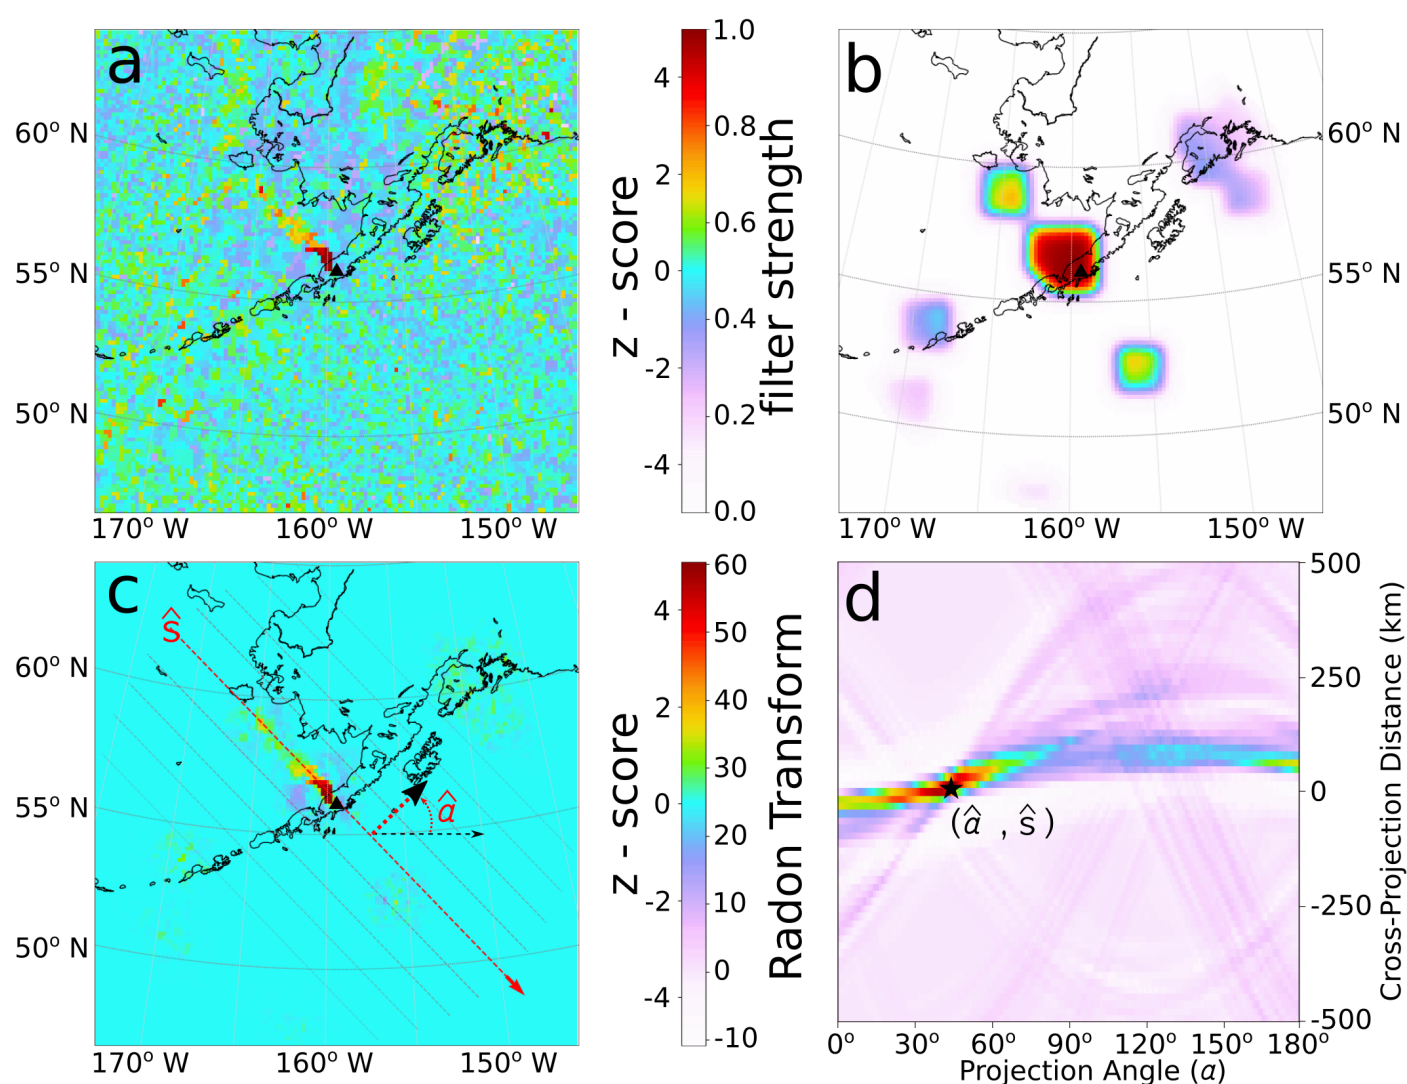 a
60° N
55° N
50° N
170° W
160° W
150° W
4
2
0
-2
-4
z - score
1.0
0.8
0.6
0.4
0.2
0.0
filter strength
b
60° N
55° N
50° N
170° W
160° W
150° W
c
ŝ
α̂
60° N
55° N
50° N
170° W
160° W
150° W
4
2
0
-2
-4
z - score
60
50
40
30
20
10
0
-10
Radon Transform
d
(α̂ , ŝ)
500
250
0
-250
-500
Cross-Projection Distance (km)
0° 30° 60° 90° 120° 150° 180°
Projection Angle (α)